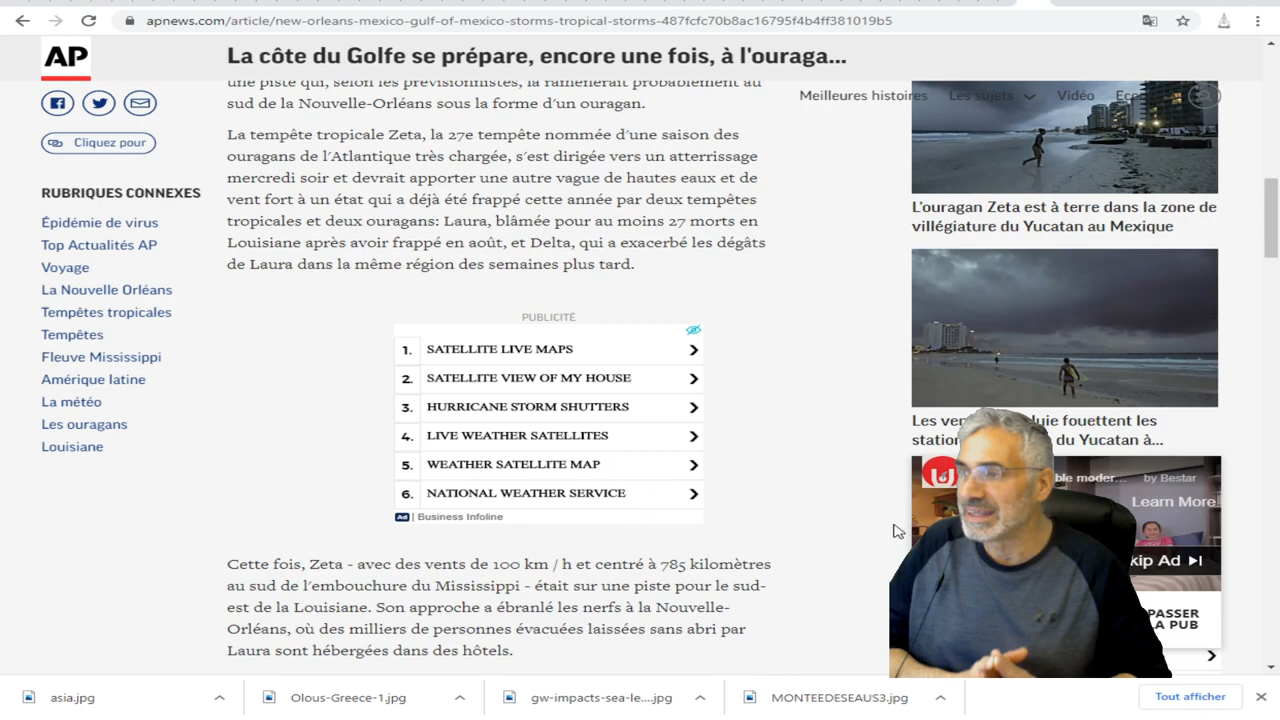 apnews.com/article/new-orleans-mexico-gulf-of-mexico-storms-tropical-storms-487fcfc70b8ac16795f4b4ff381019b5
AP
La côte du Golfe se prépare, encore une fois, à l'ouraga...
Meilleures histoires
Les sujets
Vidéo
Cliquez pour
RUBRIQUES CONNEXES
Épidémie de virus
Top Actualités AP
Voyage
La Nouvelle Orléans
Tempêtes tropicales
Tempêtes
Fleuve Mississippi
Amérique latine
La météo
Les ouragans
Louisiane
une piste qui, selon les prévisionnistes, la ramènerait probablement au
sud de la Nouvelle-Orléans sous la forme d'un ouragan.
La tempête tropicale Zeta, la 27e tempête nommée d'une saison des
ouragans de l'Atlantique très chargée, s'est dirigée vers un atterrissage
mercredi soir et devrait apporter une autre vague de hautes eaux et de
vent fort à un état qui a déjà été frappé cette année par deux tempêtes
tropicales et deux ouragans: Laura, blâmée pour au moins 27 morts en
Louisiane après avoir frappé en août, et Delta, qui a exacerbé les dégâts
de Laura dans la même région des semaines plus tard.
PUBLICITÉ
1. SATELLITE LIVE MAPS
2. SATELLITE VIEW OF MY HOUSE
3. HURRICANE STORM SHUTTERS
4. LIVE WEATHER SATELLITES
5. WEATHER SATELLITE MAP
6. NATIONAL WEATHER SERVICE
Ad | Business Infoline
Cette fois, Zeta - avec des vents de 100 km / h et centré à 785 kilomètres
au sud de l'embouchure du Mississippi - était sur une piste pour le sud-
est de la Louisiane. Son approche a ébranlé les nerfs à la Nouvelle-
Orléans, où des milliers de personnes évacuées laissées sans abri par
Laura sont hébergées dans des hôtels.
L'ouragan Zeta est à terre dans la zone de
villégiature du Yucatan au Mexique
Les fouettent les
du Yucatan à...
by Bestar
Learn More
Ad
PASSER
LA PUB
asia.jpg
Olous-Greece-1.jpg
gw-impacts-sea-le....jpg
MONTEEDESEAUS3.jpg
Tout afficher